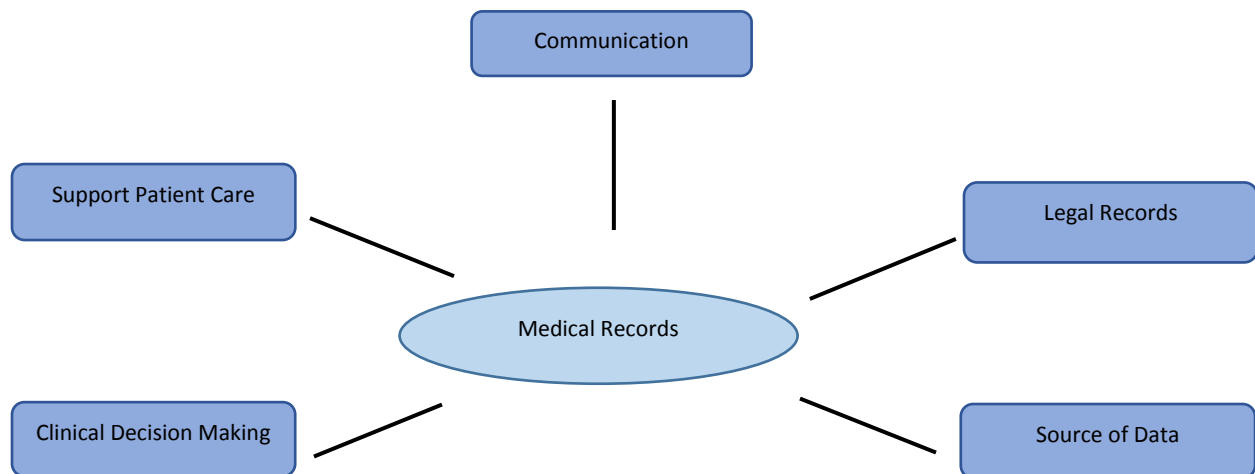 Communication
Support Patient Care
Legal Records
Medical Records
Clinical Decision Making
Source of Data